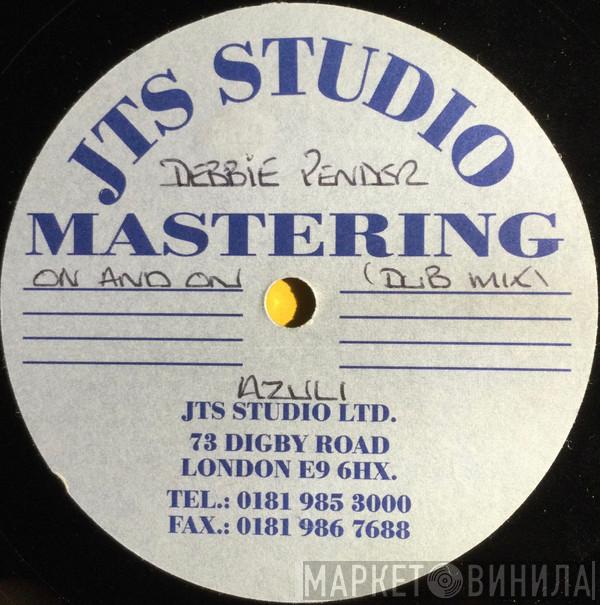 JTS STUDIO
DEBBIE PENDER
MASTERING
ON AND ON (DUB MIX)
AZULI
JTS STUDIO LTD.
73 DIGBY ROAD
LONDON E9 6HX.
TEL.: 0181 985 3000
FAX.: 0181 986 7688
МАРКЕТ ВИНИЛА